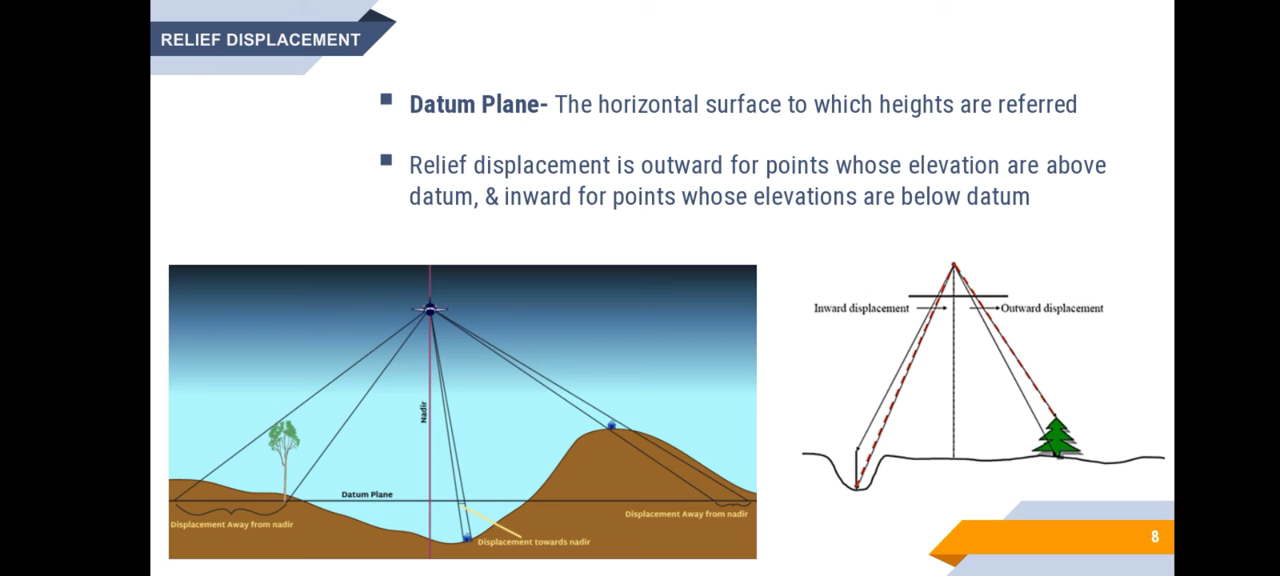 RELIEF DISPLACEMENT
Datum Plane- The horizontal surface to which heights are referred
Relief displacement is outward for points whose elevation are above
datum, & inward for points whose elevations are below datum
Nadir
Datum Plane
Displacement Away from nadir
Displacement towards nadir
Displacement Away from nadir
Inward displacement
Outward displacement
8